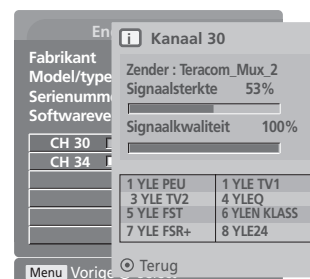 En
Kanaal 30
Fabrikant
Model/type
Serienumm
Softwareve
Zender : Teracom_Mux_2
Signaalsterkte 53%
Signaalkwaliteit 100%
CH 30
CH 34
1 YLE PEU 1 YLE TV1
3 YLE TV2 4 YLEQ
5 YLE FST 6 YLEN KLASS
7 YLE FSR+ 8 YLE24
Terug
Menu Vorige